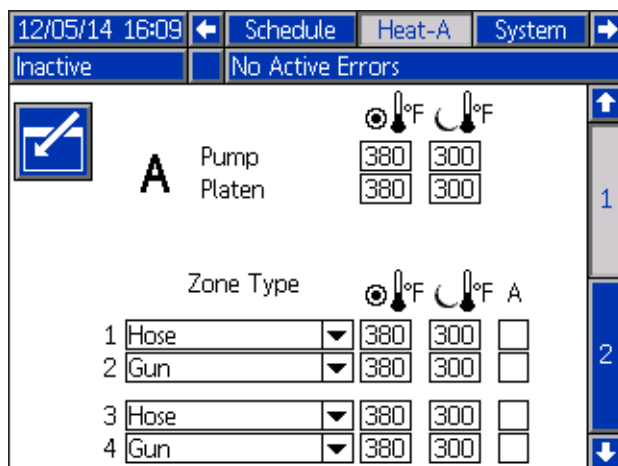 12/05/14 16:09 Schedule Heat-A System
Inactive No Active Errors
°F °F
A Pump 380 300
Platen 380 300
1
Zone Type °F °F A
1 Hose 380 300
2 Gun 380 300
2
3 Hose 380 300
4 Gun 380 300